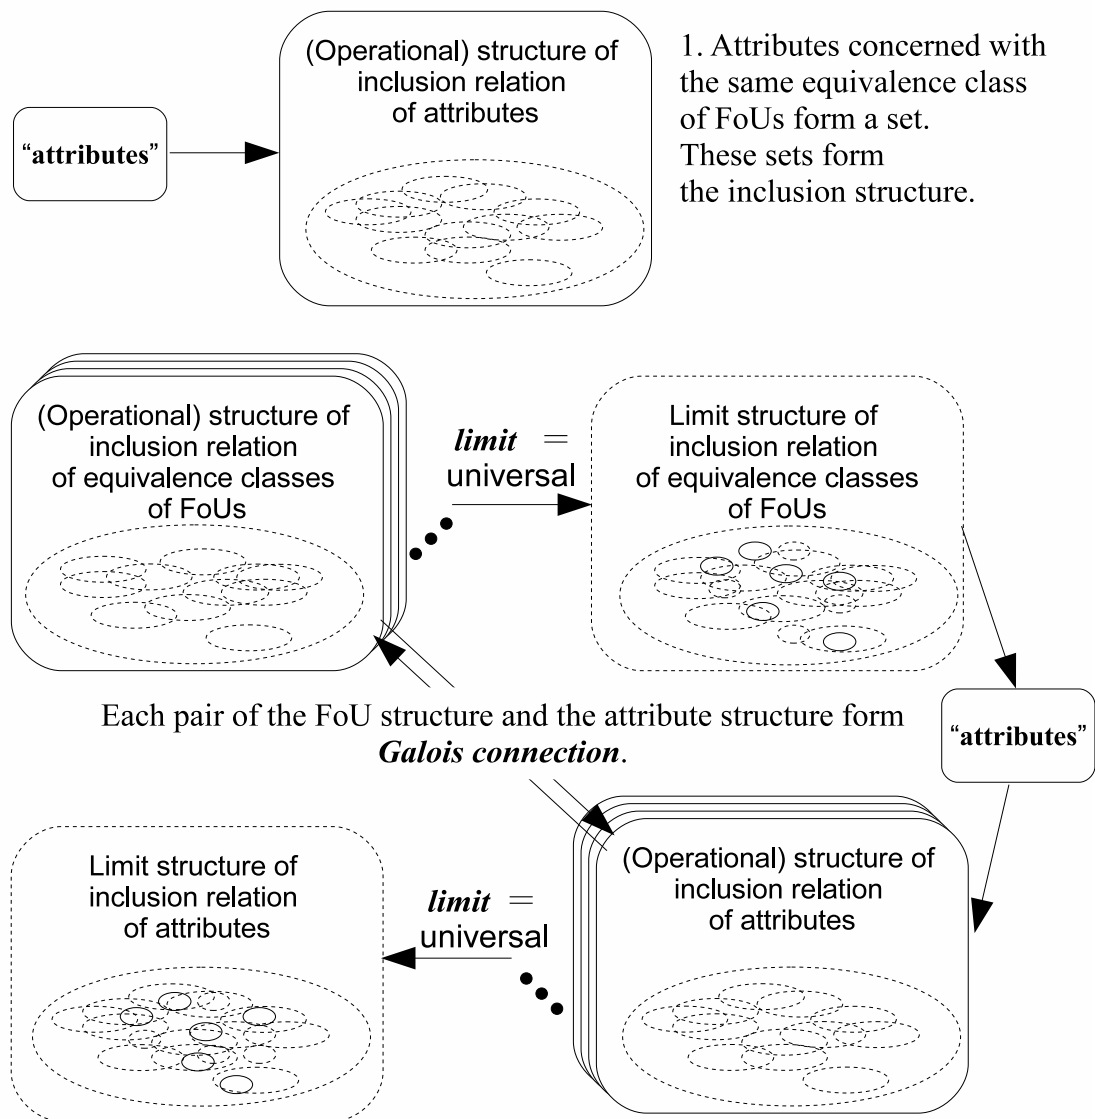 (Operational) structure of
inclusion relation
of attributes
“attributes”
1. Attributes concerned with
the same equivalence class
of FoUs form a set.
These sets form
the inclusion structure.
(Operational) structure of
inclusion relation
of equivalence classes
of FoUs
limit =
universal
Limit structure of
inclusion relation
of equivalence classes
of FoUs
Each pair of the FoU structure and the attribute structure form
Galois connection.
“attributes”
Limit structure of
inclusion relation
of attributes
limit =
universal
(Operational) structure of
inclusion relation
of attributes